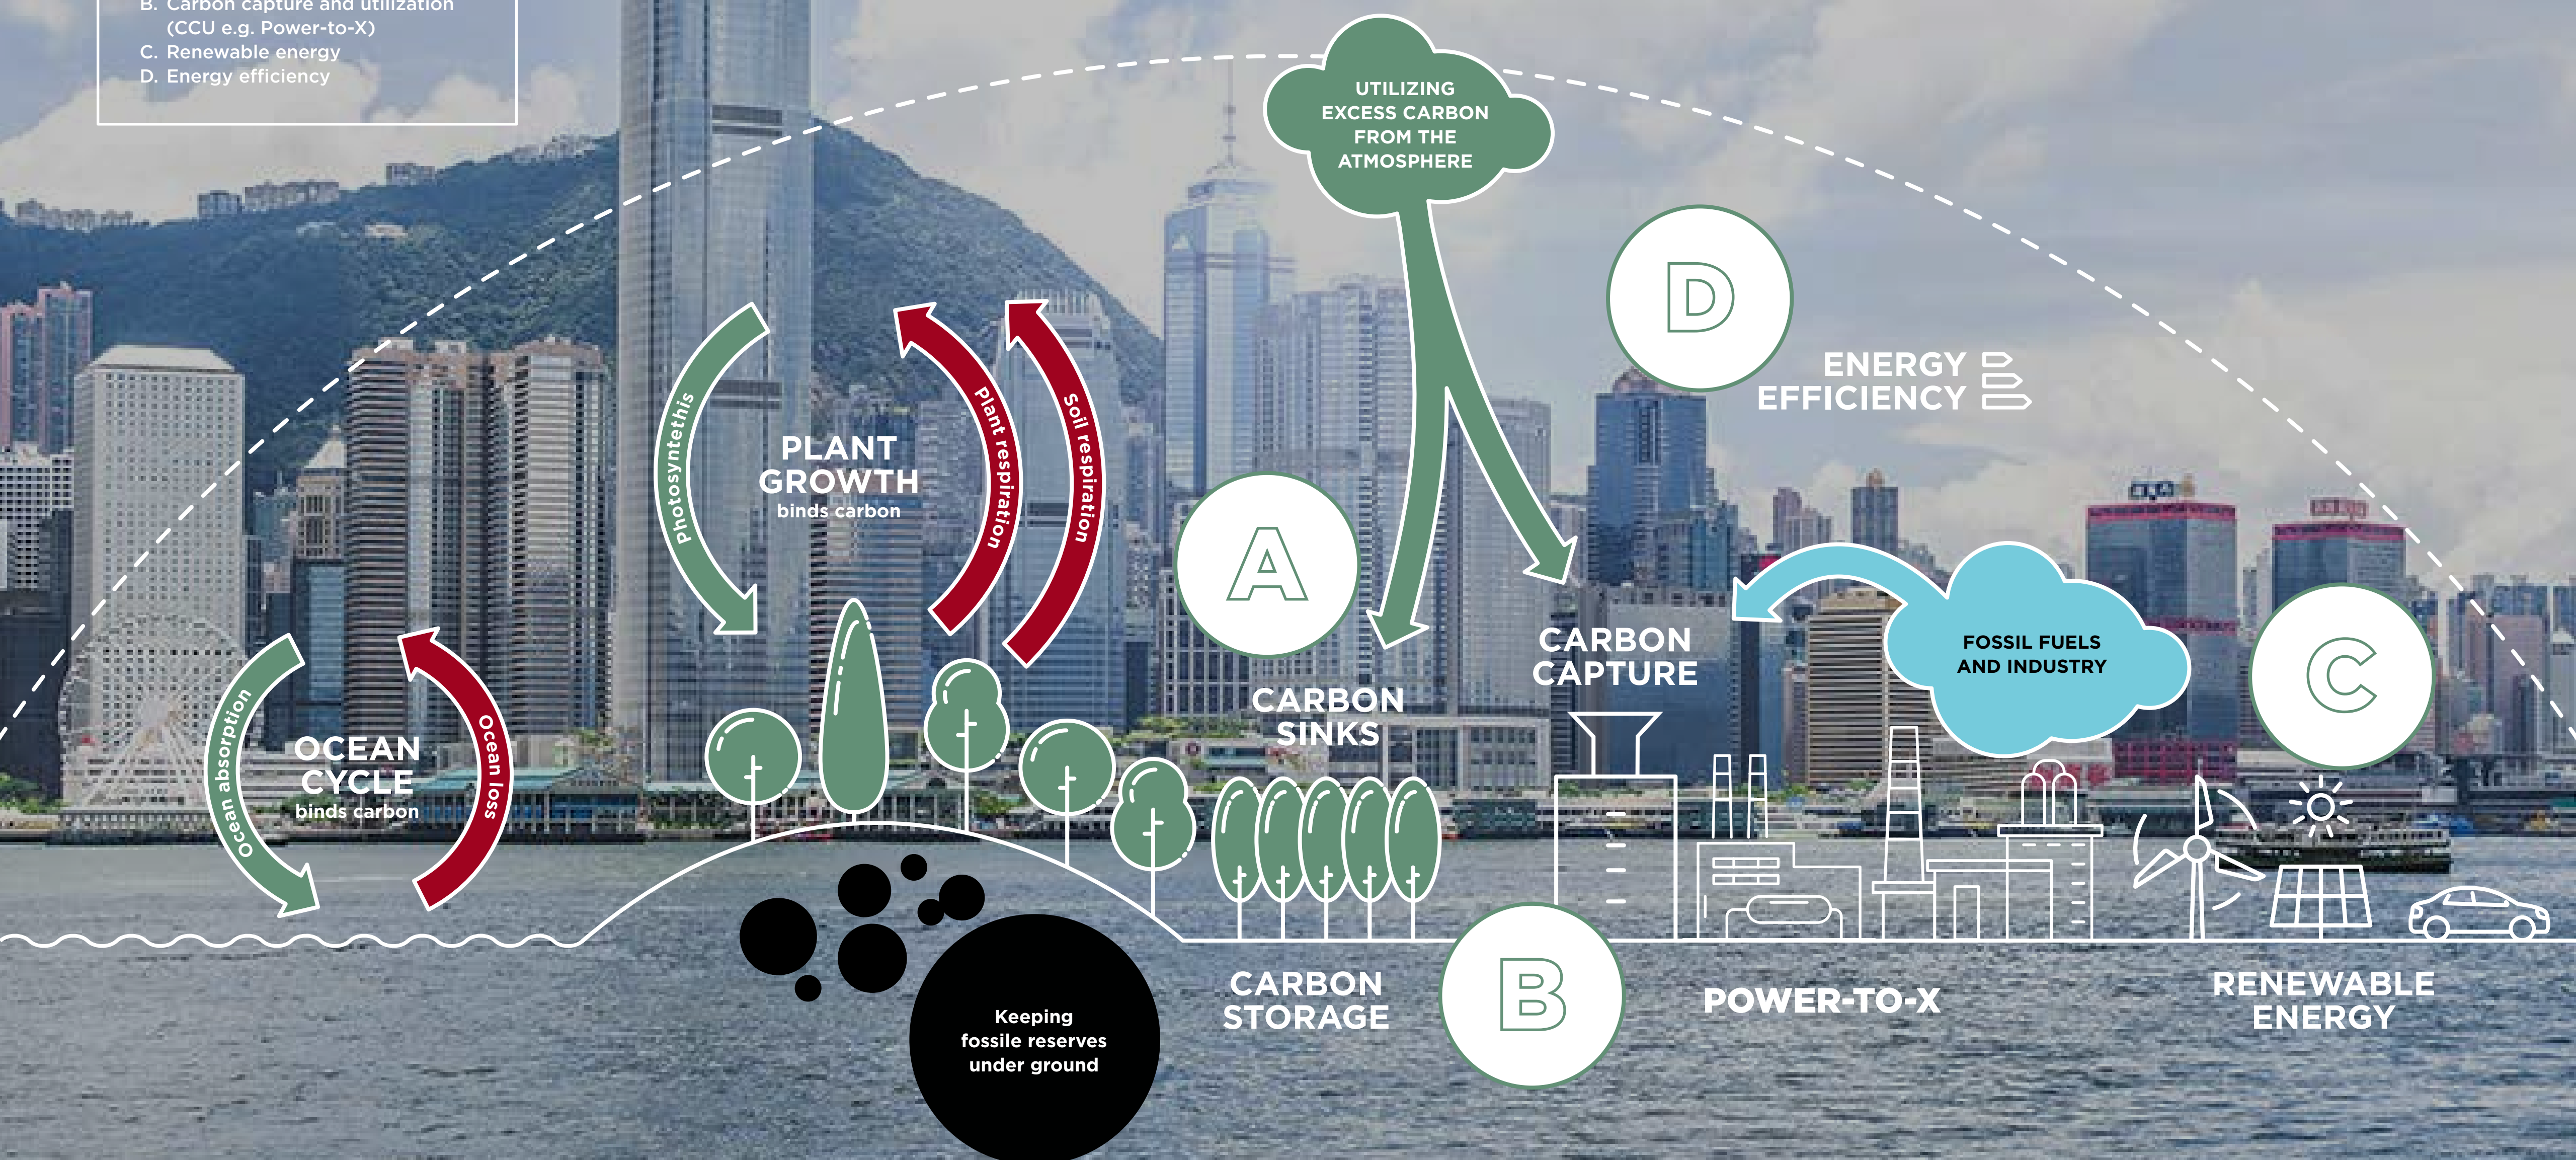 B. Carbon capture and utilization
(CCU e.g. Power-to-X)
C. Renewable energy
D. Energy efficiency
UTILIZING
EXCESS CARBON
FROM THE
ATMOSPHERE
D
ENERGY
EFFICIENCY
Photosyntethis
PLANT
GROWTH
binds carbon
Plant respiration
Soil respiration
A
CARBON
SINKS
CARBON
CAPTURE
FOSSIL FUELS
AND INDUSTRY
C
Ocean absorption
OCEAN
CYCLE
binds carbon
Ocean loss
Keeping
fossile reserves
under ground
CARBON
STORAGE
B
POWER-TO-X
RENEWABLE
ENERGY